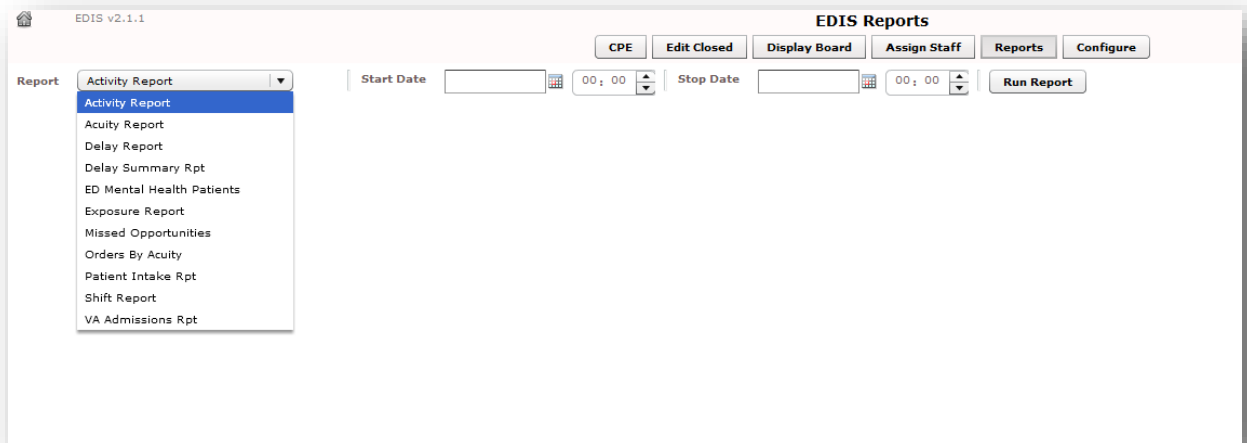 EDIS v2.1.1
EDIS Reports
CPE Edit Closed Display Board Assign Staff Reports Configure
Report Activity Report Start Date 00: 00 Stop Date 00: 00 Run Report
Activity Report
Acuity Report
Delay Report
Delay Summary Rpt
ED Mental Health Patients
Exposure Report
Missed Opportunities
Orders By Acuity
Patient Intake Rpt
Shift Report
VA Admissions Rpt